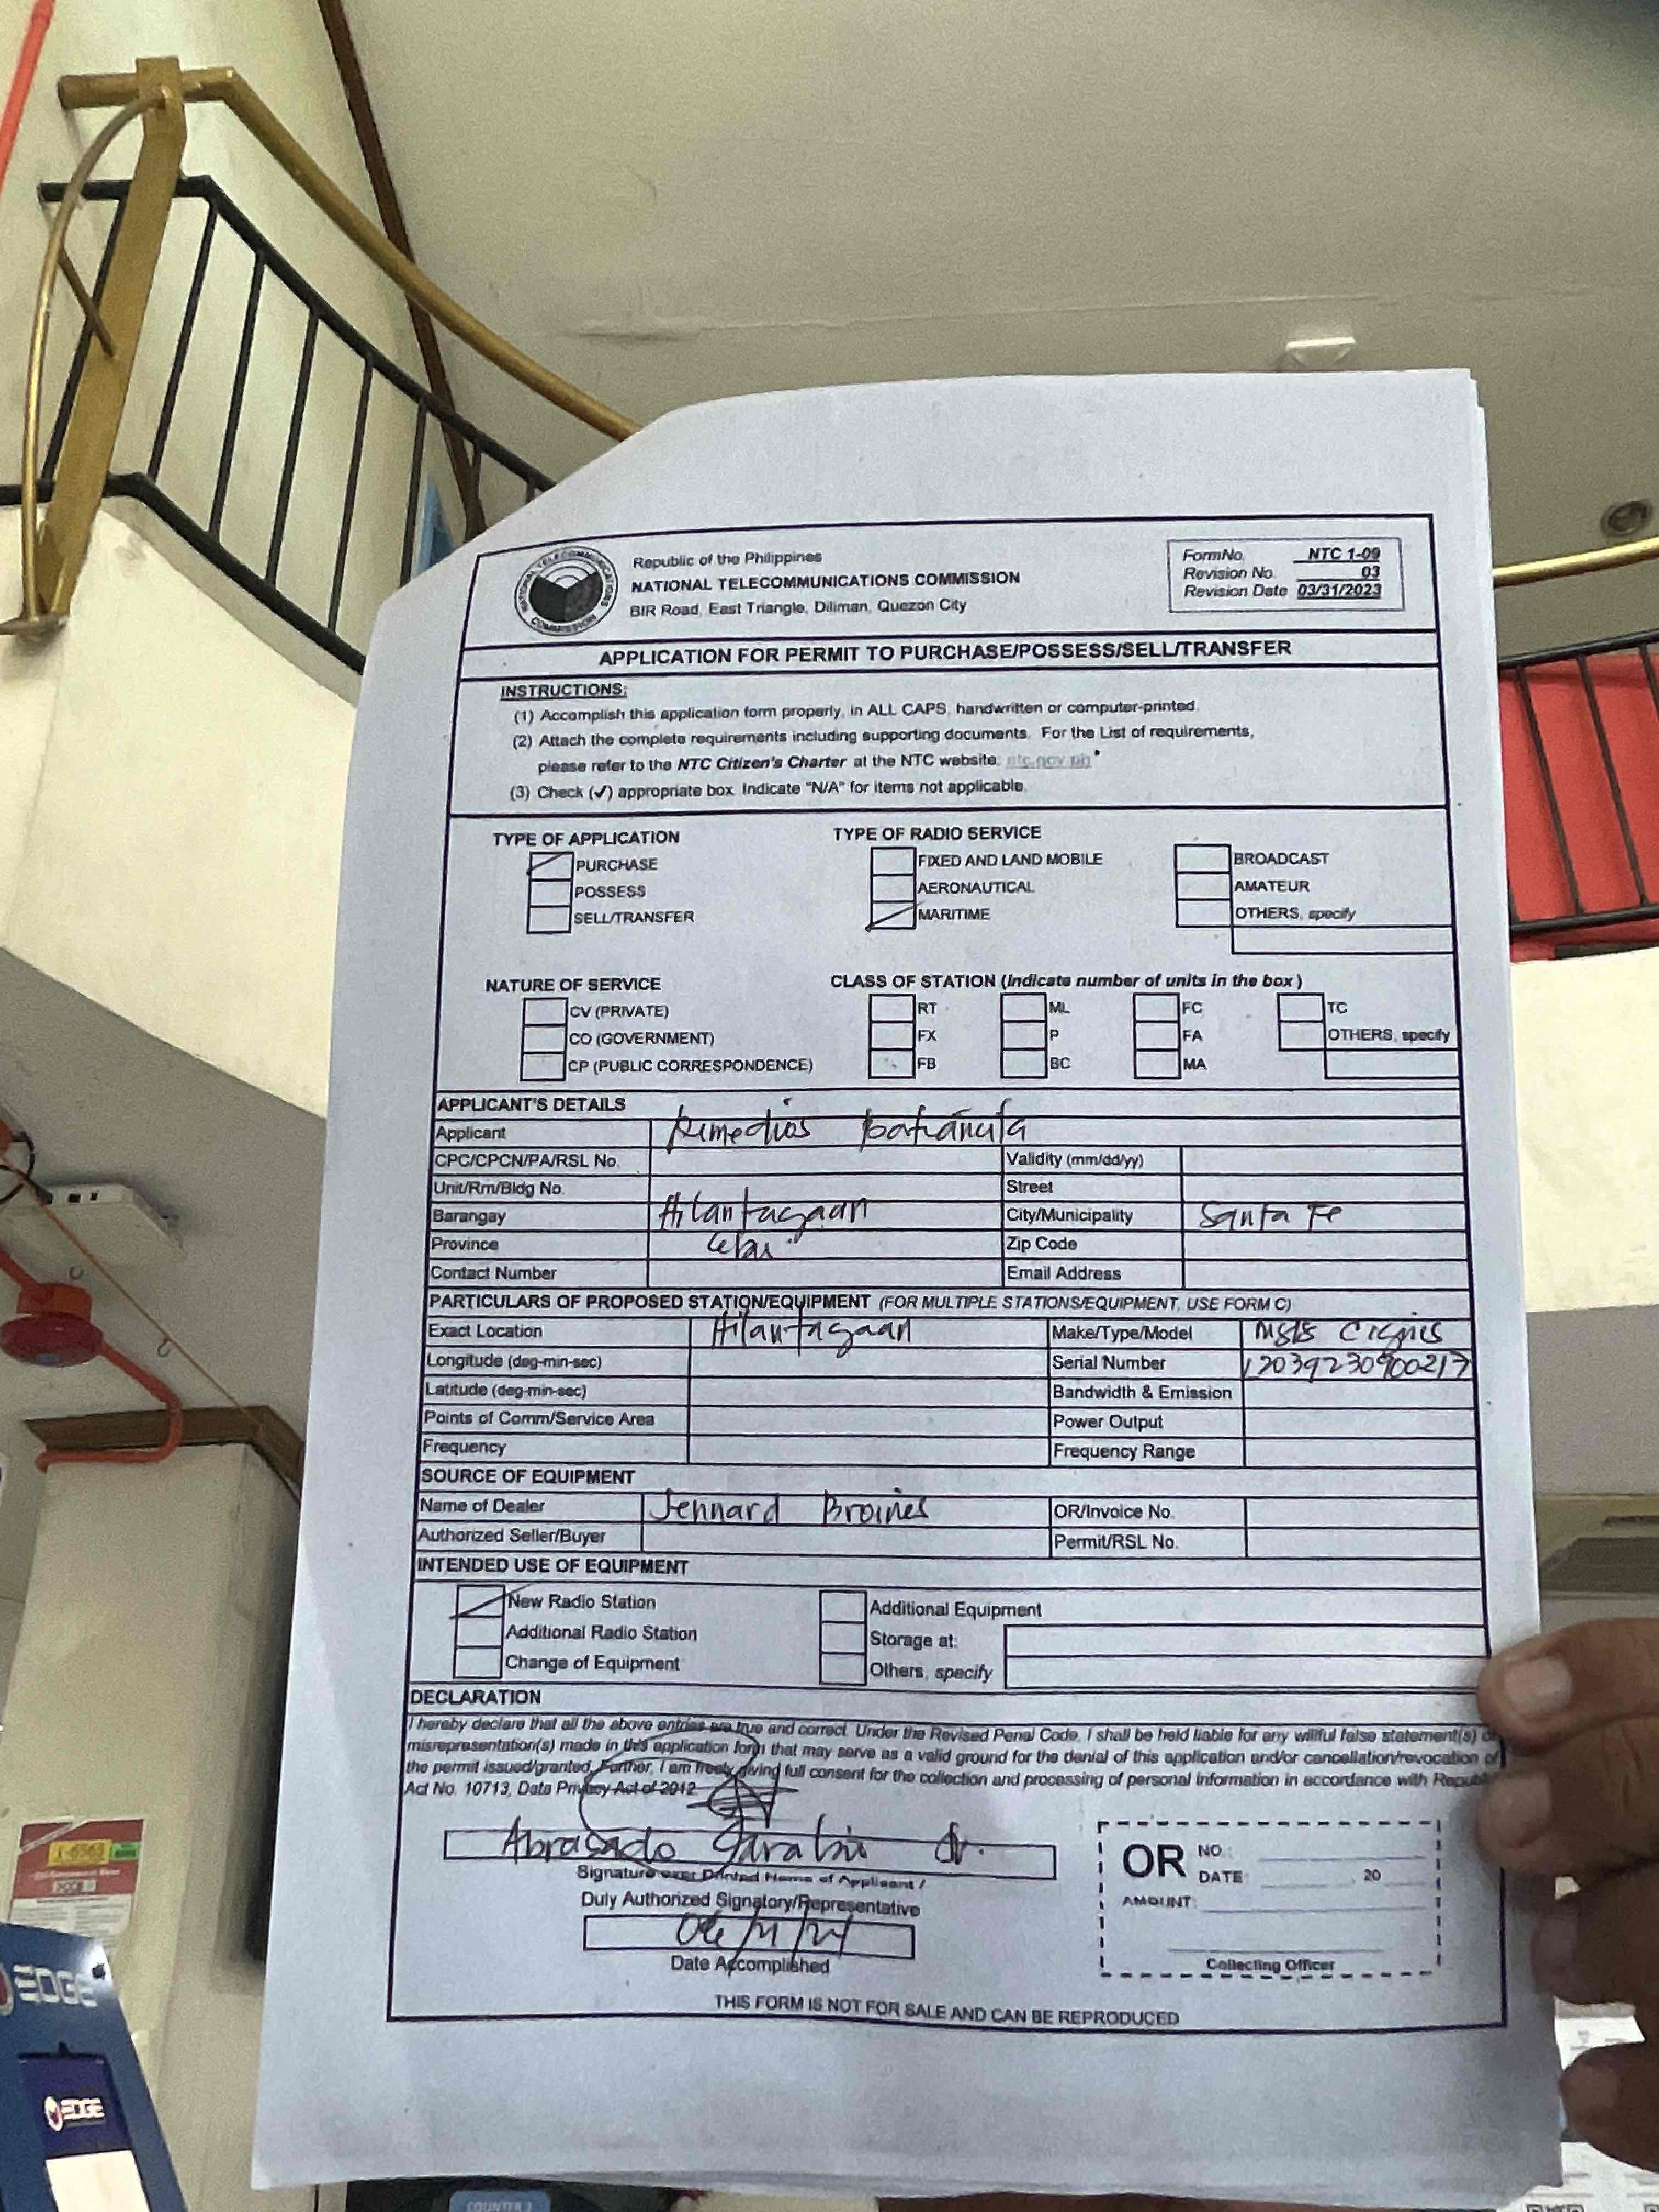 Republic of the Philippines
NATIONAL TELECOMMUNICATIONS COMMISSION
BIR Road, East Triangle, Diliman, Quezon City
NATIONAL TELECOMMUNICATIONS COMMISSION
FormNo. NTC 1-09
Revision No. 03
Revision Date 03/31/2023
APPLICATION FOR PERMIT TO PURCHASE/POSSESS/SELL/TRANSFER
INSTRUCTIONS:
(1) Accomplish this application form properly, in ALL CAPS, handwritten or computer-printed.
(2) Attach the complete requirements including supporting documents. For the List of requirements,
please refer to the NTC Citizen's Charter at the NTC website: ntc.gov.ph
(3) Check (✓) appropriate box. Indicate "N/A" for items not applicable.
TYPE OF APPLICATION
PURCHASE
POSSESS
SELL/TRANSFER
TYPE OF RADIO SERVICE
FIXED AND LAND MOBILE
AERONAUTICAL
MARITIME
BROADCAST
AMATEUR
OTHERS, specify
NATURE OF SERVICE
CV (PRIVATE)
CO (GOVERNMENT)
CP (PUBLIC CORRESPONDENCE)
CLASS OF STATION (Indicate number of units in the box)
RT ML FC TC
FX P FA OTHERS, specify
FB BC MA
APPLICANT'S DETAILS
Applicant Remedios
CPC/CPCN/PA/RSL No. Validity (mm/dd/yy)
Unit/Rm/Bldg No. Street
Barangay Hilantagaan City/Municipality Santa Fe
Province Cebu Zip Code
Contact Number Email Address
PARTICULARS OF PROPOSED STATION/EQUIPMENT (FOR MULTIPLE STATIONS/EQUIPMENT, USE FORM C)
Exact Location Hilantagaan Make/Type/Model
Longitude (deg-min-sec) Serial Number 12039230900217
Latitude (deg-min-sec) Bandwidth & Emission
Points of Comm/Service Area Power Output
Frequency Frequency Range
SOURCE OF EQUIPMENT
Name of Dealer Jennard Broines OR/Invoice No.
Authorized Seller/Buyer Permit/RSL No.
INTENDED USE OF EQUIPMENT
New Radio Station Additional Equipment
Additional Radio Station Storage at:
Change of Equipment Others, specify
DECLARATION
I hereby declare that all the above entries are true and correct. Under the Revised Penal Code, I shall be held liable for any willful false statement(s) or
misrepresentation(s) made in this application form that may serve as a valid ground for the denial of this application and/or cancellation/revocation of
the permit issued/granted. Further, I am freely giving full consent for the collection and processing of personal information in accordance with Republic
Act No. 10713, Data Privacy Act of 2012.
Abrasado Sarabia Jr.
Signature over Printed Name of Applicant /
Duly Authorized Signatory/Representative
Date Accomplished
OR NO.:
DATE: , 20
AMOUNT:
Collecting Officer
THIS FORM IS NOT FOR SALE AND CAN BE REPRODUCED
EDGE
EDGE
COUNTER 2